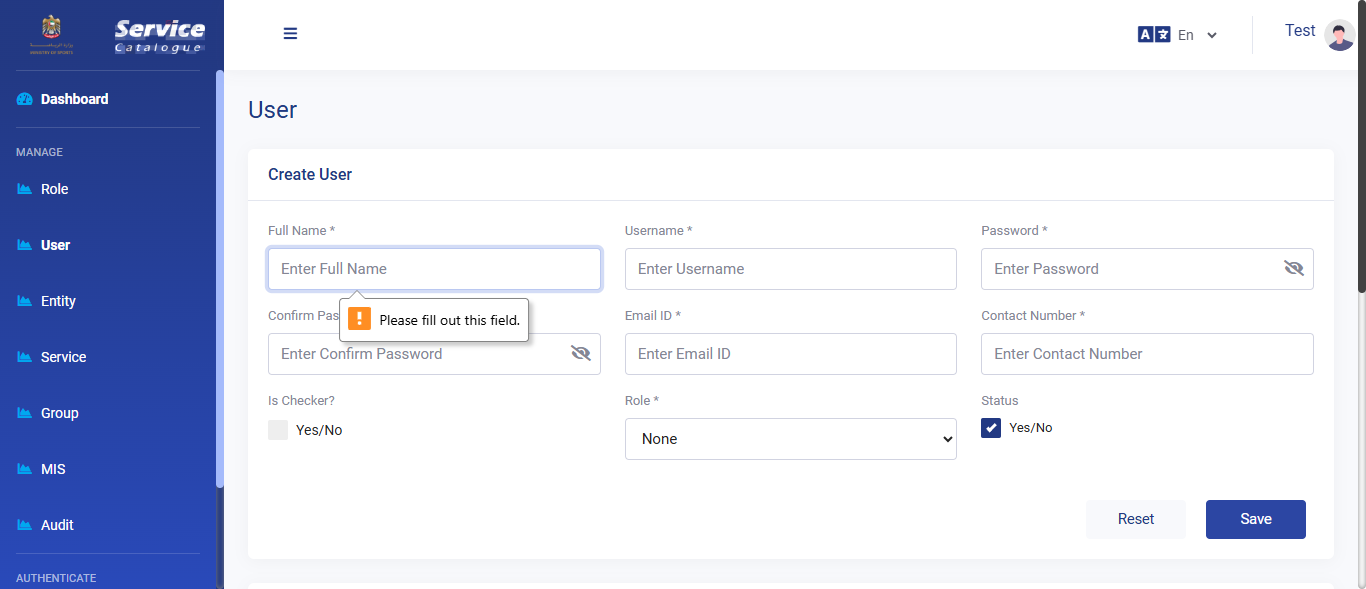 MINISTRY OF SPORTS
Service
Catalogue
En
Test
Dashboard
MANAGE
Role
User
Entity
Service
Group
MIS
Audit
AUTHENTICATE
User
Create User
Full Name *
Username *
Password *
Enter Full Name
Enter Username
Enter Password
Please fill out this field.
Confirm Pas
Email ID *
Contact Number *
Enter Confirm Password
Enter Email ID
Enter Contact Number
Is Checker?
Role *
Status
Yes/No
None
Yes/No
Reset
Save